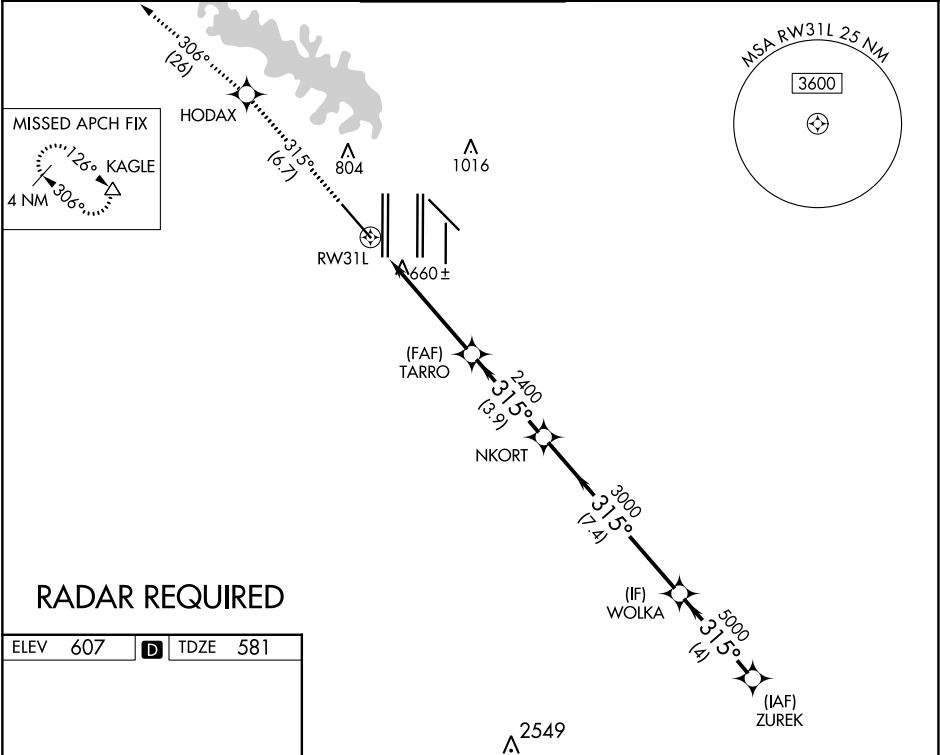 306°
(26)
HODAX
MSA RW31L 25 NM
3600
MISSED APCH FIX
126°
KAGLE
4 NM
306°
315°
(6.7)
804
1016
RW31L
660 ±
(FAF)
TARRO
2400
315°
(3.9)
NKORT
3000
315°
(7.4)
RADAR REQUIRED
(IF)
WOLKA
5000
315°
(4)
(IAF)
ZUREK
ELEV 607 D TDZE 581
2549